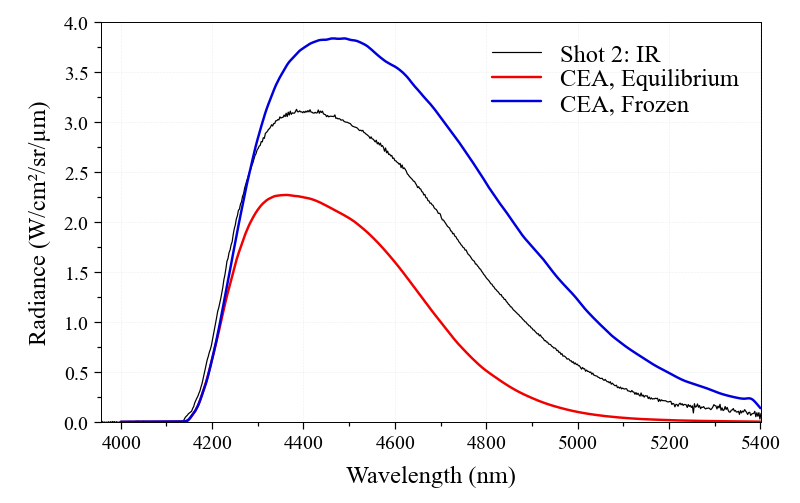 4.0
3.5
3.0
2.5
2.0
1.5
1.0
0.5
0.0
Radiance (W/cm²/sr/μm)
Shot 2: IR
CEA, Equilibrium
CEA, Frozen
4000 4200 4400 4600 4800 5000 5200 5400
Wavelength (nm)